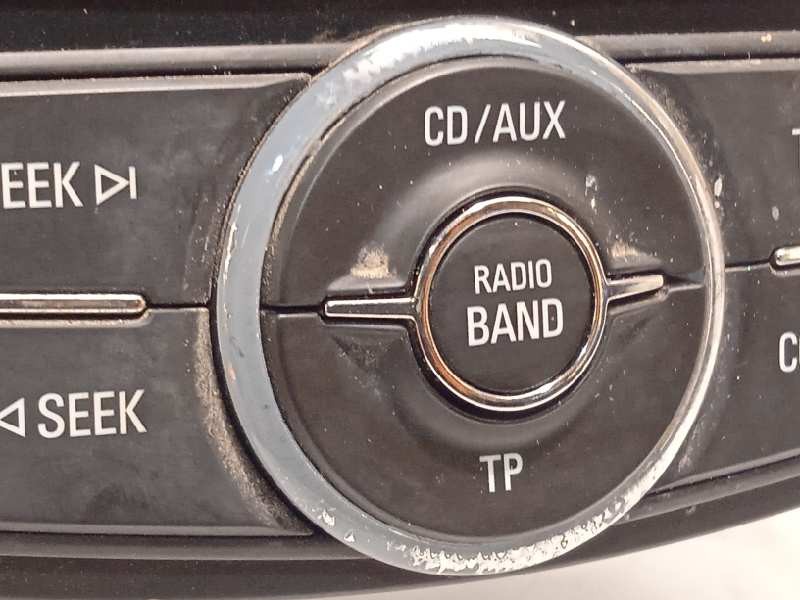 CD/AUX
EEK
RADIO
BAND
SEEK
TP